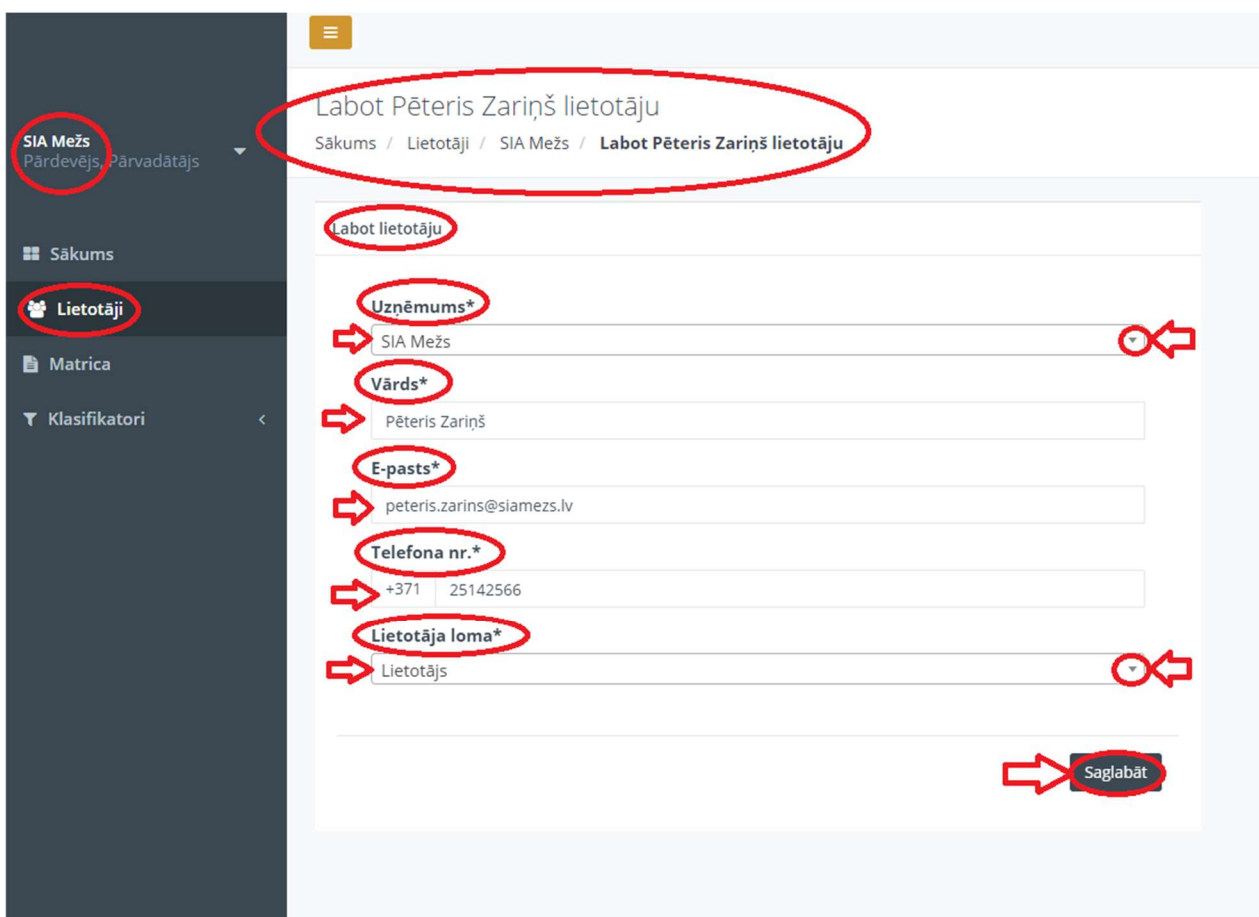 SIA Mežs
Pārdevējs, Pārvadātājs
Sākums
Lietotāji
Matrica
Klasifikatori
Labot Pēteris Zariņš lietotāju
Sākums / Lietotāji / SIA Mežs / Labot Pēteris Zariņš lietotāju
Labot lietotāju
Uzņēmums*
SIA Mežs
Vārds*
Pēteris Zariņš
E-pasts*
peteris.zarins@siamezs.lv
Telefona nr.*
+371 25142566
Lietotāja loma*
Lietotājs
Saglabāt